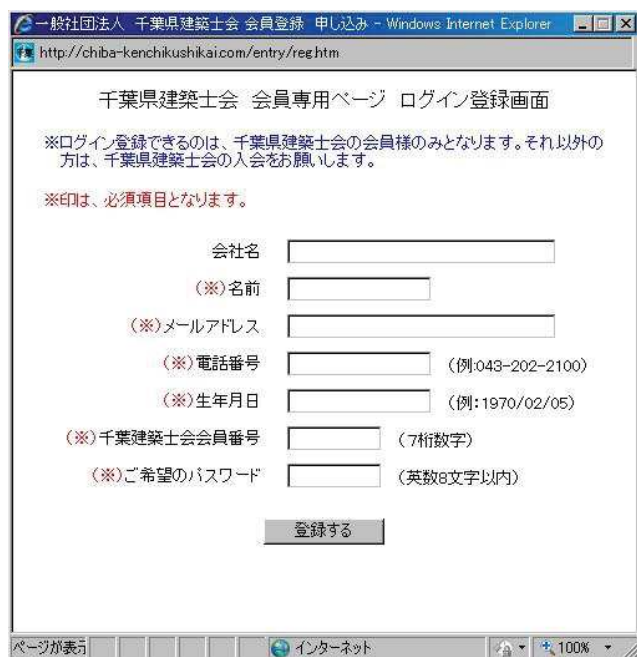 一般社団法人 千葉県建築士会 会員登録 申し込み - Windows Internet Explorer
http://chiba-kenchikushikai.com/entry/reg.htm
千葉県建築士会 会員専用ページ ログイン登録画面
※ログイン登録できるのは、千葉県建築士会の会員様のみとなります。それ以外の
方は、千葉県建築士会の入会をお願いします。
※印は、必須項目となります。
会社名
(※)名前
(※)メールアドレス
(※)電話番号 (例:043-202-2100)
(※)生年月日 (例:1970/02/05)
(※)千葉建築士会会員番号 (7桁数字)
(※)ご希望のパスワード (英数8文字以内)
登録する
ページが表示 インターネット 100%